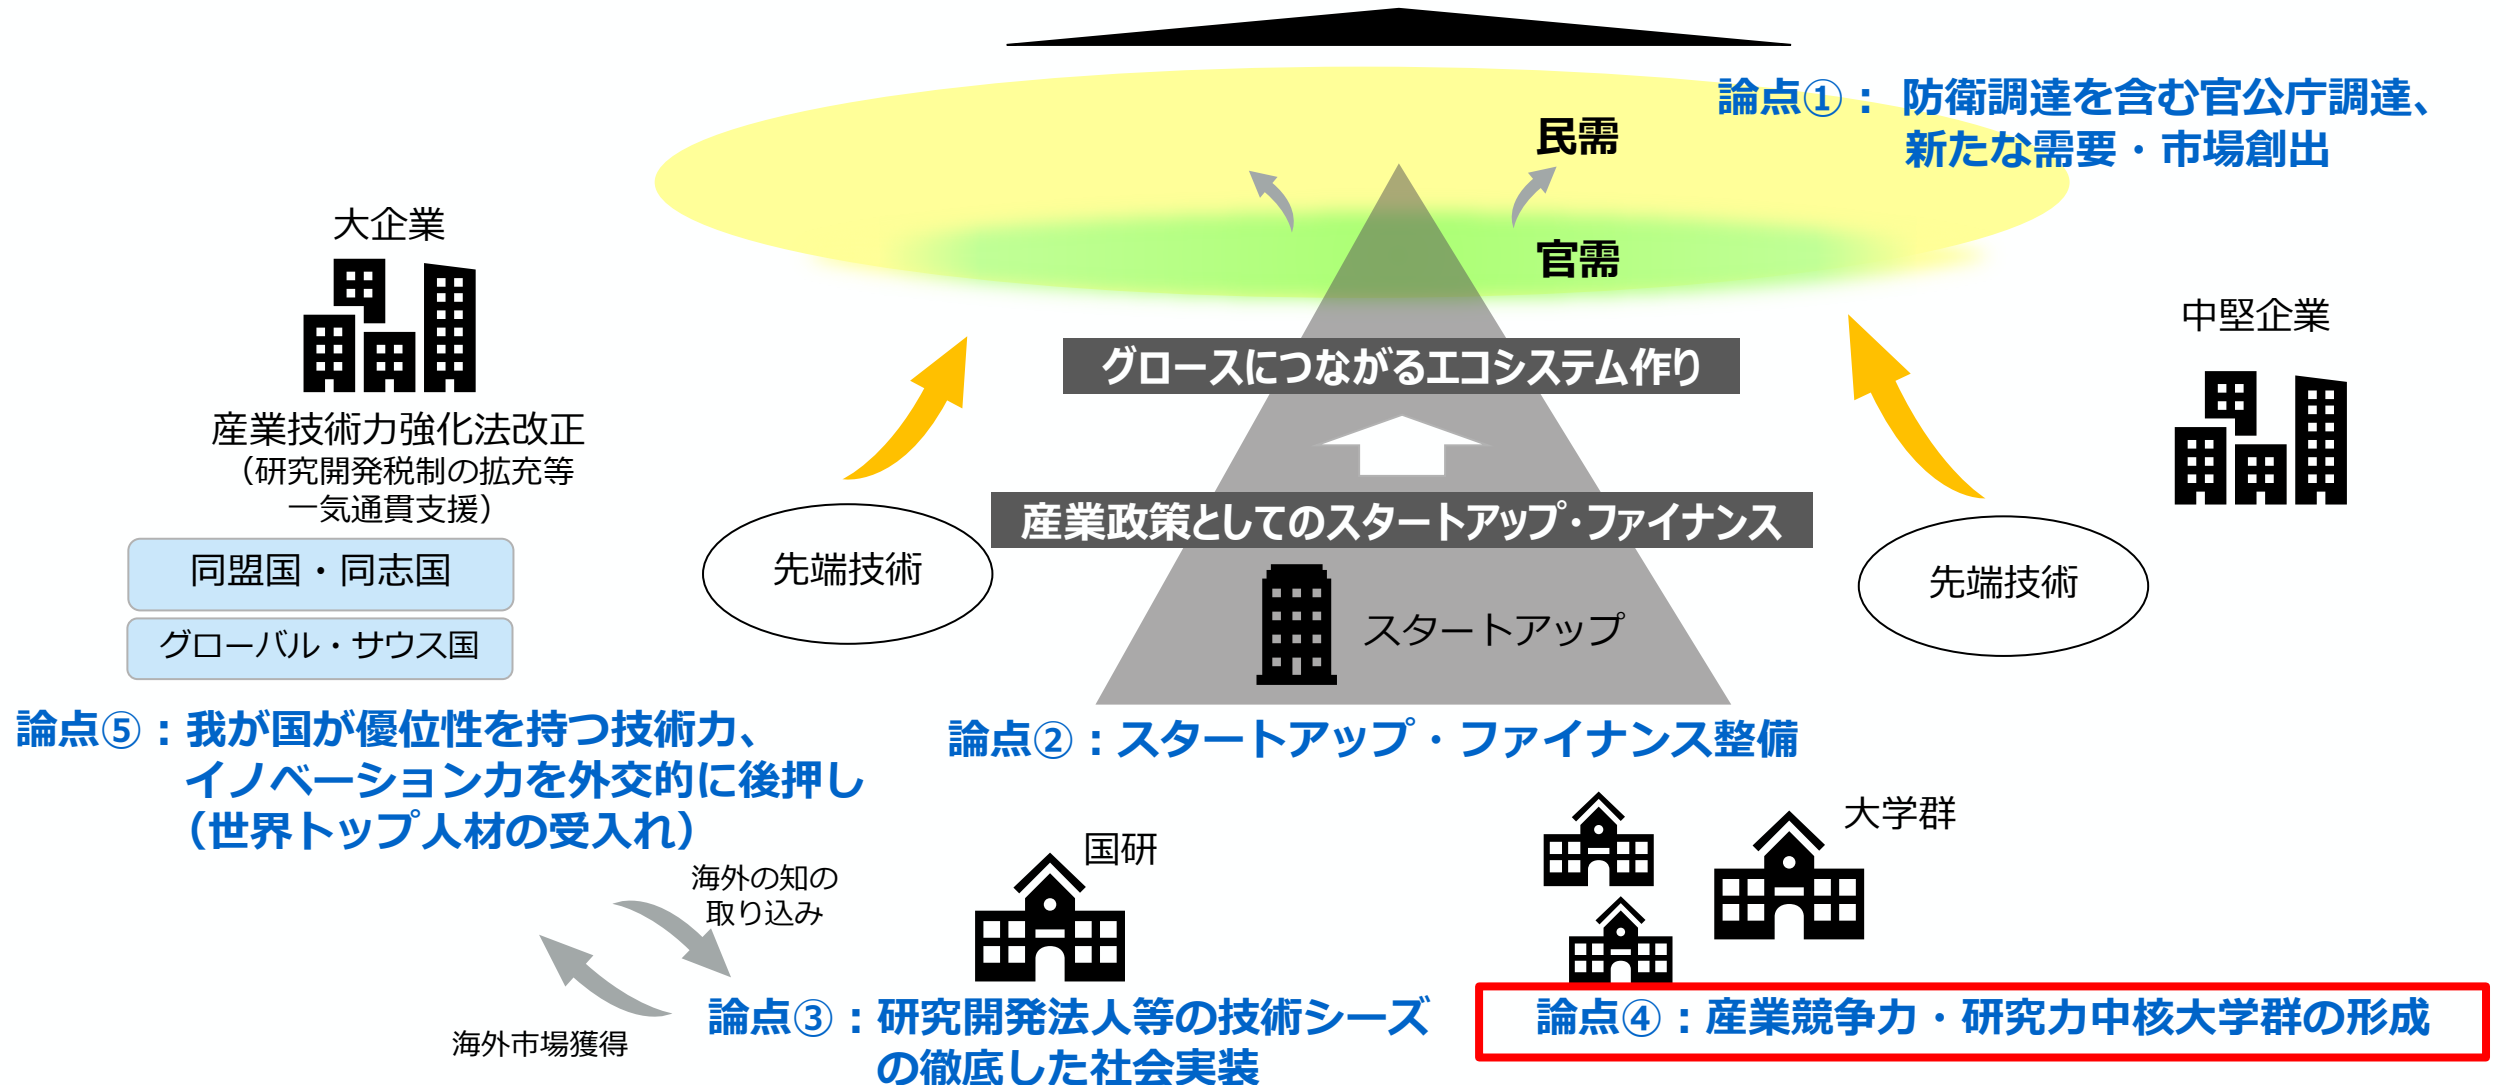 論点①： 防衛調達を含む官公庁調達、
新たな需要・市場創出
民需
官需
大企業
産業技術力強化法改正
（研究開発税制の拡充等
一気通貫支援）
同盟国・同志国
グローバル・サウス国
中堅企業
グロースにつながるエコシステム作り
産業政策としてのスタートアップ・ファイナンス
先端技術
先端技術
スタートアップ
論点⑤：我が国が優位性を持つ技術力、
イノベーション力を外交的に後押し
（世界トップ人材の受入れ）
論点②：スタートアップ・ファイナンス整備
海外の知の
取り込み
海外市場獲得
国研
大学群
論点③：研究開発法人等の技術シーズ
の徹底した社会実装
論点④：産業競争力・研究力中核大学群の形成